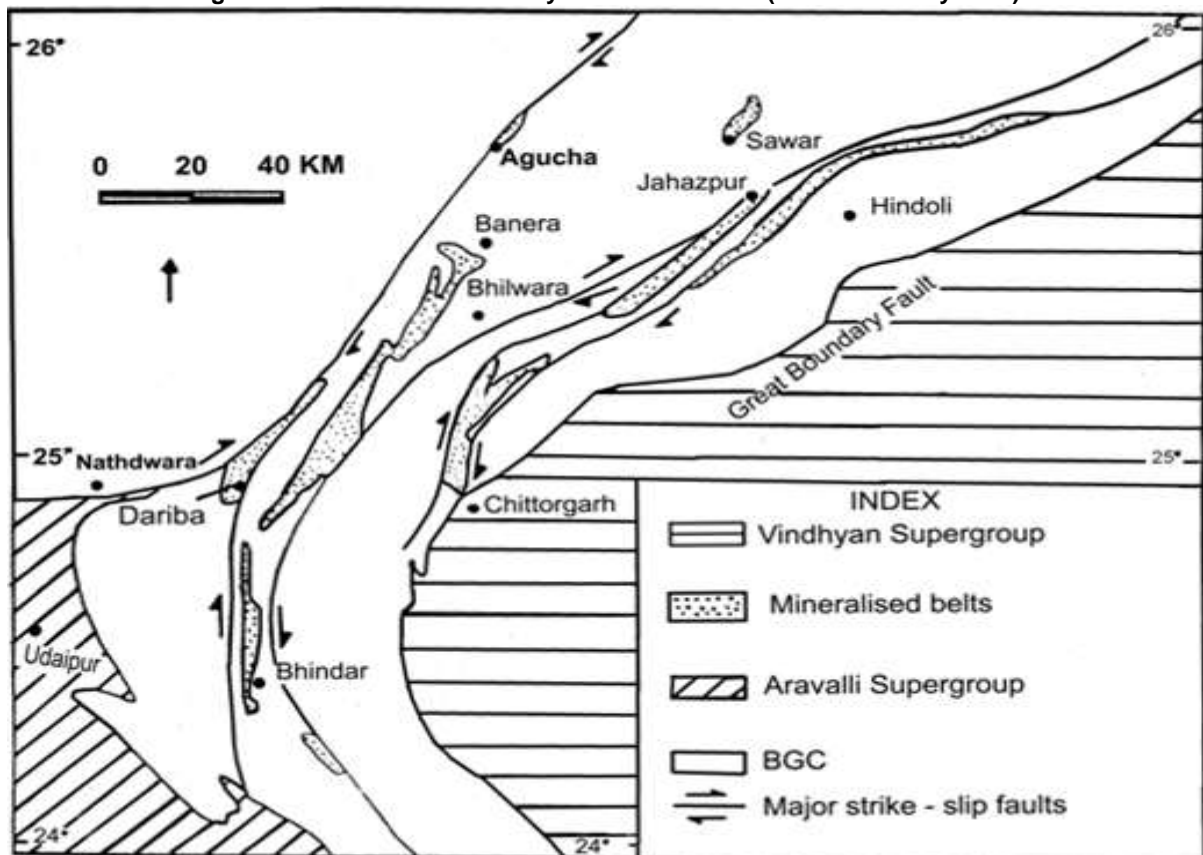 26°
26°
0 20 40 KM
Agucha
Sawar
Jahazpur
Hindoli
Banera
Bhilwara
Great Boundary Fault
25°
25°
Nathdwara
Dariba
Chittorgarh
Udaipur
Bhindar
24°
24°
INDEX
Vindhyan Supergroup
Mineralised belts
Aravalli Supergroup
BGC
Major strike - slip faults